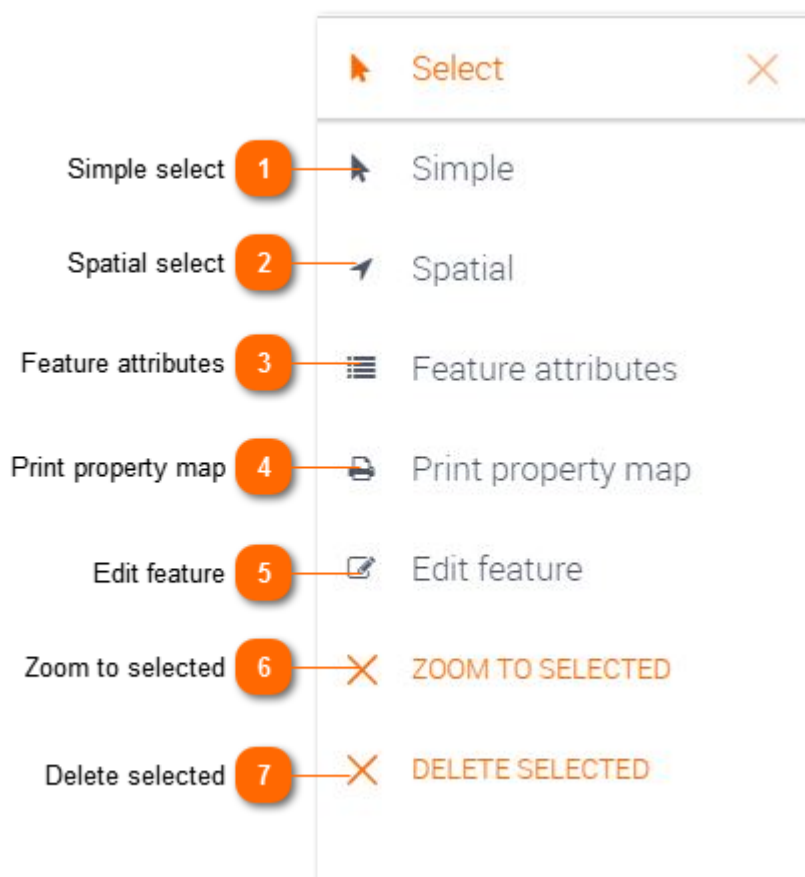 Select
Simple select 1 Simple
Spatial select 2 Spatial
Feature attributes 3 Feature attributes
Print property map 4 Print property map
Edit feature 5 Edit feature
Zoom to selected 6 ZOOM TO SELECTED
Delete selected 7 DELETE SELECTED